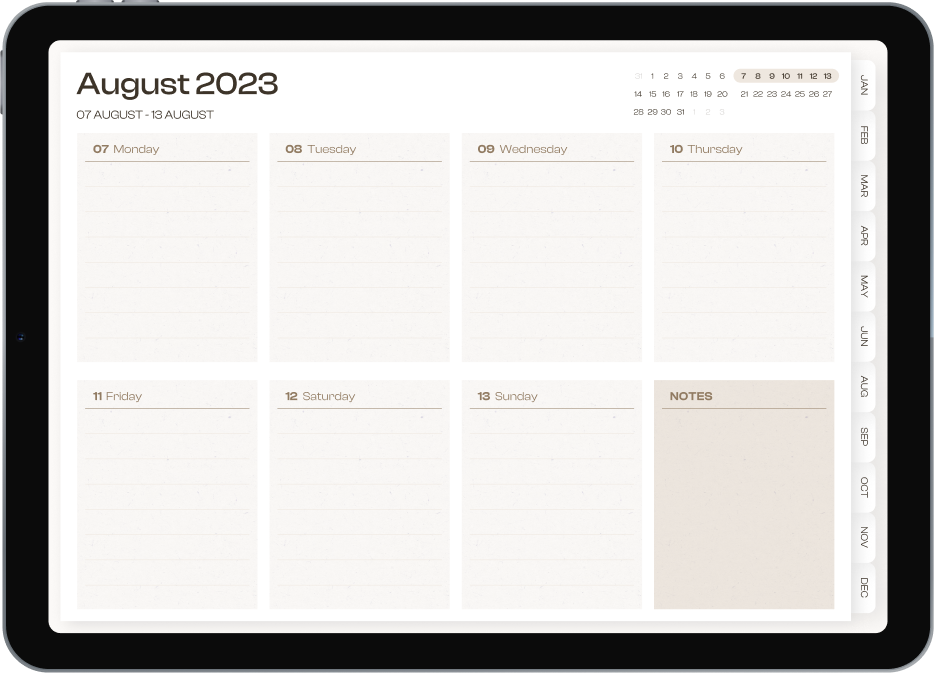 August 2023
07 AUGUST - 13 AUGUST
31 1 2 3 4 5 6 7 8 9 10 11 12 13
14 15 16 17 18 19 20 21 22 23 24 25 26 27
28 29 30 31 1 2 3
07 Monday
08 Tuesday
09 Wednesday
10 Thursday
11 Friday
12 Saturday
13 Sunday
NOTES
JAN
FEB
MAR
APR
MAY
JUN
AUG
SEP
OCT
NOV
DEC